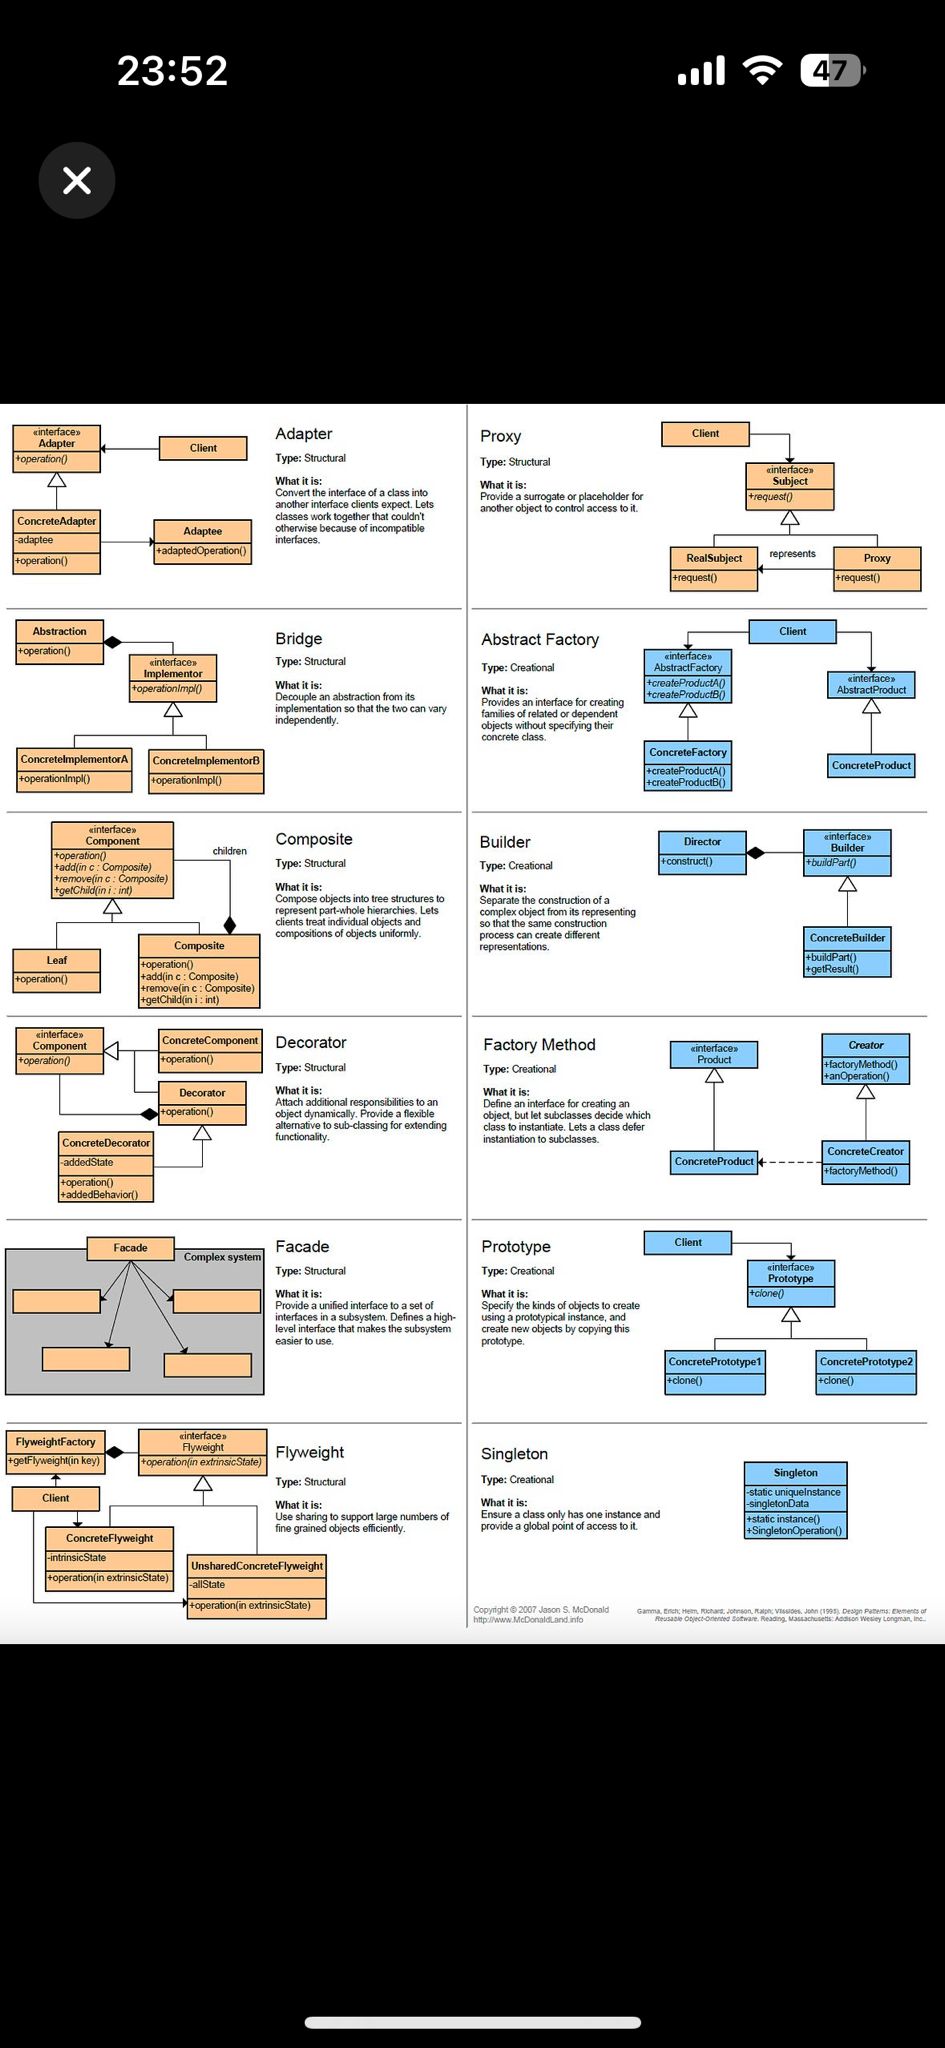 23:52
47
«interface»
Adapter
+operation()
Client
ConcreteAdapter
-adaptee
+operation()
Adaptee
+adaptedOperation()
Adapter
Type: Structural
What it is:
Convert the interface of a class into
another interface clients expect. Lets
classes work together that couldn't
otherwise because of incompatible
interfaces.
Proxy
Type: Structural
What it is:
Provide a surrogate or placeholder for
another object to control access to it.
Client
«interface»
Subject
+request()
RealSubject
+request()
represents
Proxy
+request()
Abstraction
+operation()
«interface»
Implementor
+operationImpl()
ConcreteImplementorA
+operationImpl()
ConcreteImplementorB
+operationImpl()
Bridge
Type: Structural
What it is:
Decouple an abstraction from its
implementation so that the two can vary
independently.
Abstract Factory
Type: Creational
What it is:
Provides an interface for creating
families of related or dependent
objects without specifying their
concrete class.
Client
«interface»
AbstractFactory
+createProductA()
+createProductB()
«interface»
AbstractProduct
ConcreteFactory
+createProductA()
+createProductB()
ConcreteProduct
«interface»
Component
+operation()
+add(in c : Composite)
+remove(in c : Composite)
+getChild(in i : int)
children
Leaf
+operation()
Composite
+operation()
+add(in c : Composite)
+remove(in c : Composite)
+getChild(in i : int)
Composite
Type: Structural
What it is:
Compose objects into tree structures to
represent part-whole hierarchies. Lets
clients treat individual objects and
compositions of objects uniformly.
Builder
Type: Creational
What it is:
Separate the construction of a
complex object from its representing
so that the same construction
process can create different
representations.
Director
+construct()
«interface»
Builder
+buildPart()
ConcreteBuilder
+buildPart()
+getResult()
«interface»
Component
+operation()
ConcreteComponent
+operation()
Decorator
+operation()
ConcreteDecorator
-addedState
+operation()
+addedBehavior()
Decorator
Type: Structural
What it is:
Attach additional responsibilities to an
object dynamically. Provide a flexible
alternative to sub-classing for extending
functionality.
Factory Method
Type: Creational
What it is:
Define an interface for creating an
object, but let subclasses decide which
class to instantiate. Lets a class defer
instantiation to subclasses.
«interface»
Product
Creator
+factoryMethod()
+anOperation()
ConcreteProduct
ConcreteCreator
+factoryMethod()
Facade
Complex system
Facade
Type: Structural
What it is:
Provide a unified interface to a set of
interfaces in a subsystem. Defines a high-
level interface that makes the subsystem
easier to use.
Prototype
Type: Creational
What it is:
Specify the kinds of objects to create
using a prototypical instance, and
create new objects by copying this
prototype.
Client
«interface»
Prototype
+clone()
ConcretePrototype1
+clone()
ConcretePrototype2
+clone()
FlyweightFactory
+getFlyweight(in key)
«interface»
Flyweight
+operation(in extrinsicState)
Client
ConcreteFlyweight
-intrinsicState
+operation(in extrinsicState)
UnsharedConcreteFlyweight
-allState
+operation(in extrinsicState)
Flyweight
Type: Structural
What it is:
Use sharing to support large numbers of
fine grained objects efficiently.
Singleton
Type: Creational
What it is:
Ensure a class only has one instance and
provide a global point of access to it.
Singleton
-static uniqueInstance
-singletonData
+static instance()
+SingletonOperation()
Copyright © 2007 Jason S. McDonald
http://www.McDonaldLand.info
Gamma, Erich; Helm, Richard; Johnson, Ralph; Vlissides, John (1995). Design Patterns: Elements of
Reusable Object-Oriented Software. Reading, Massachusetts: Addison Wesley Longman, Inc..